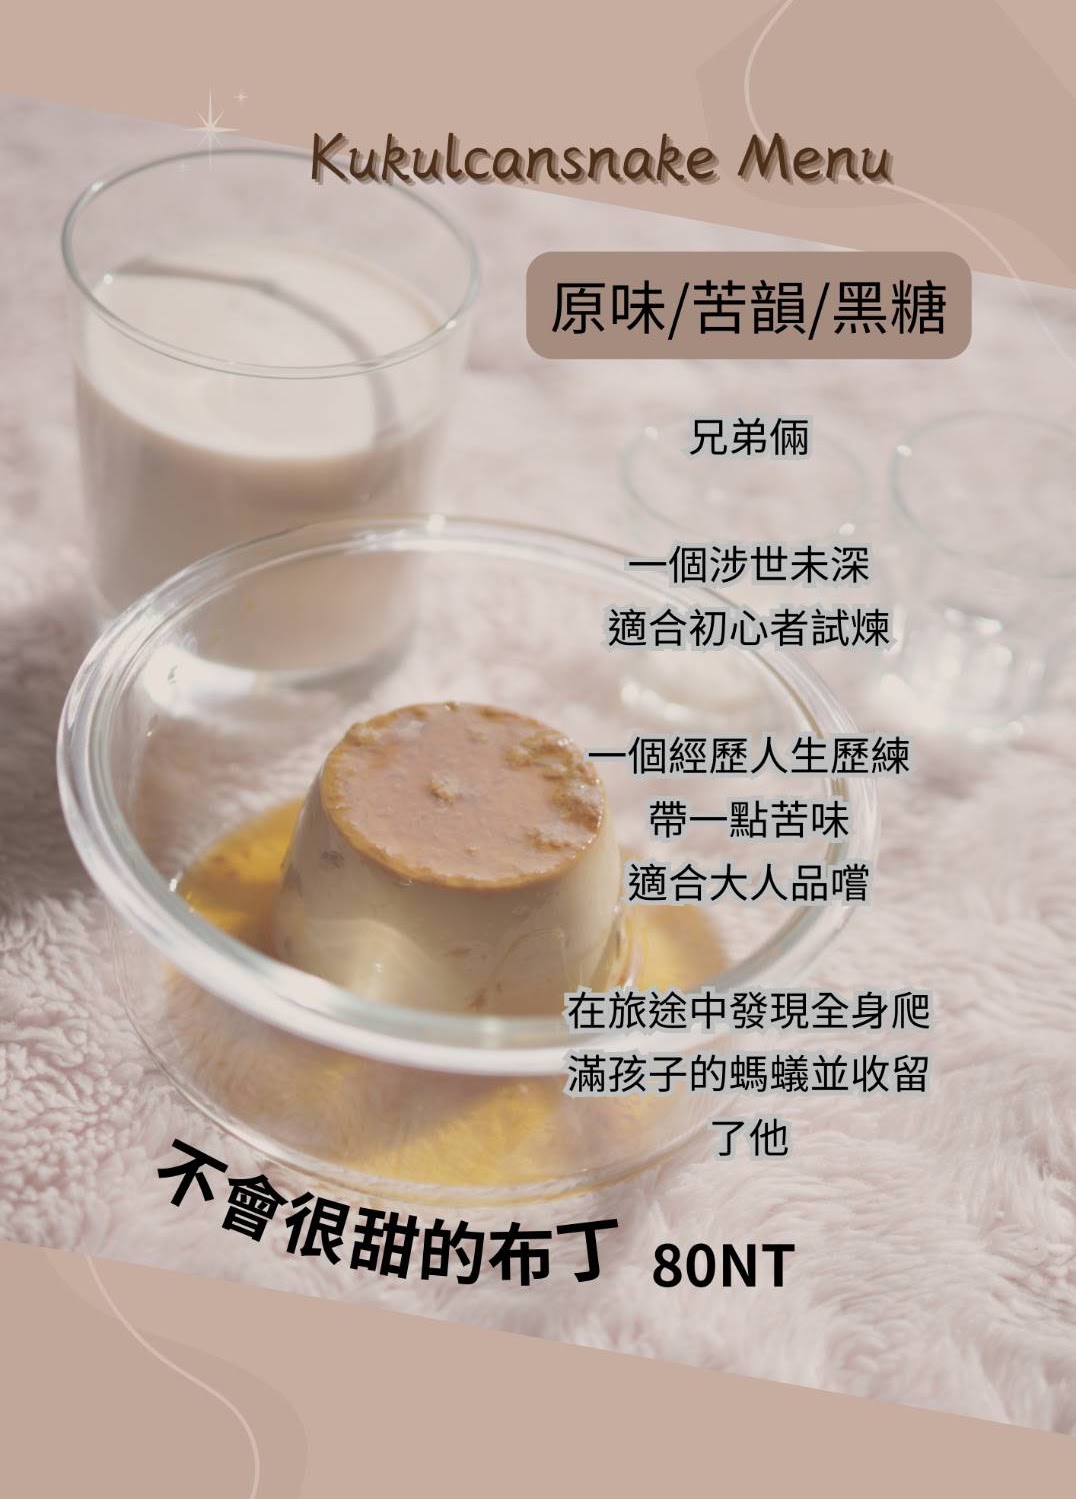 Kukulcansnake Menu
原味/苦韻/黑糖
兄弟倆
一個涉世未深
適合初心者試煉
一個經歷人生歷練
帶一點苦味
適合大人品嚐
在旅途中發現全身爬
滿孩子的螞蟻並收留
了他
不會很甜的布丁 80NT